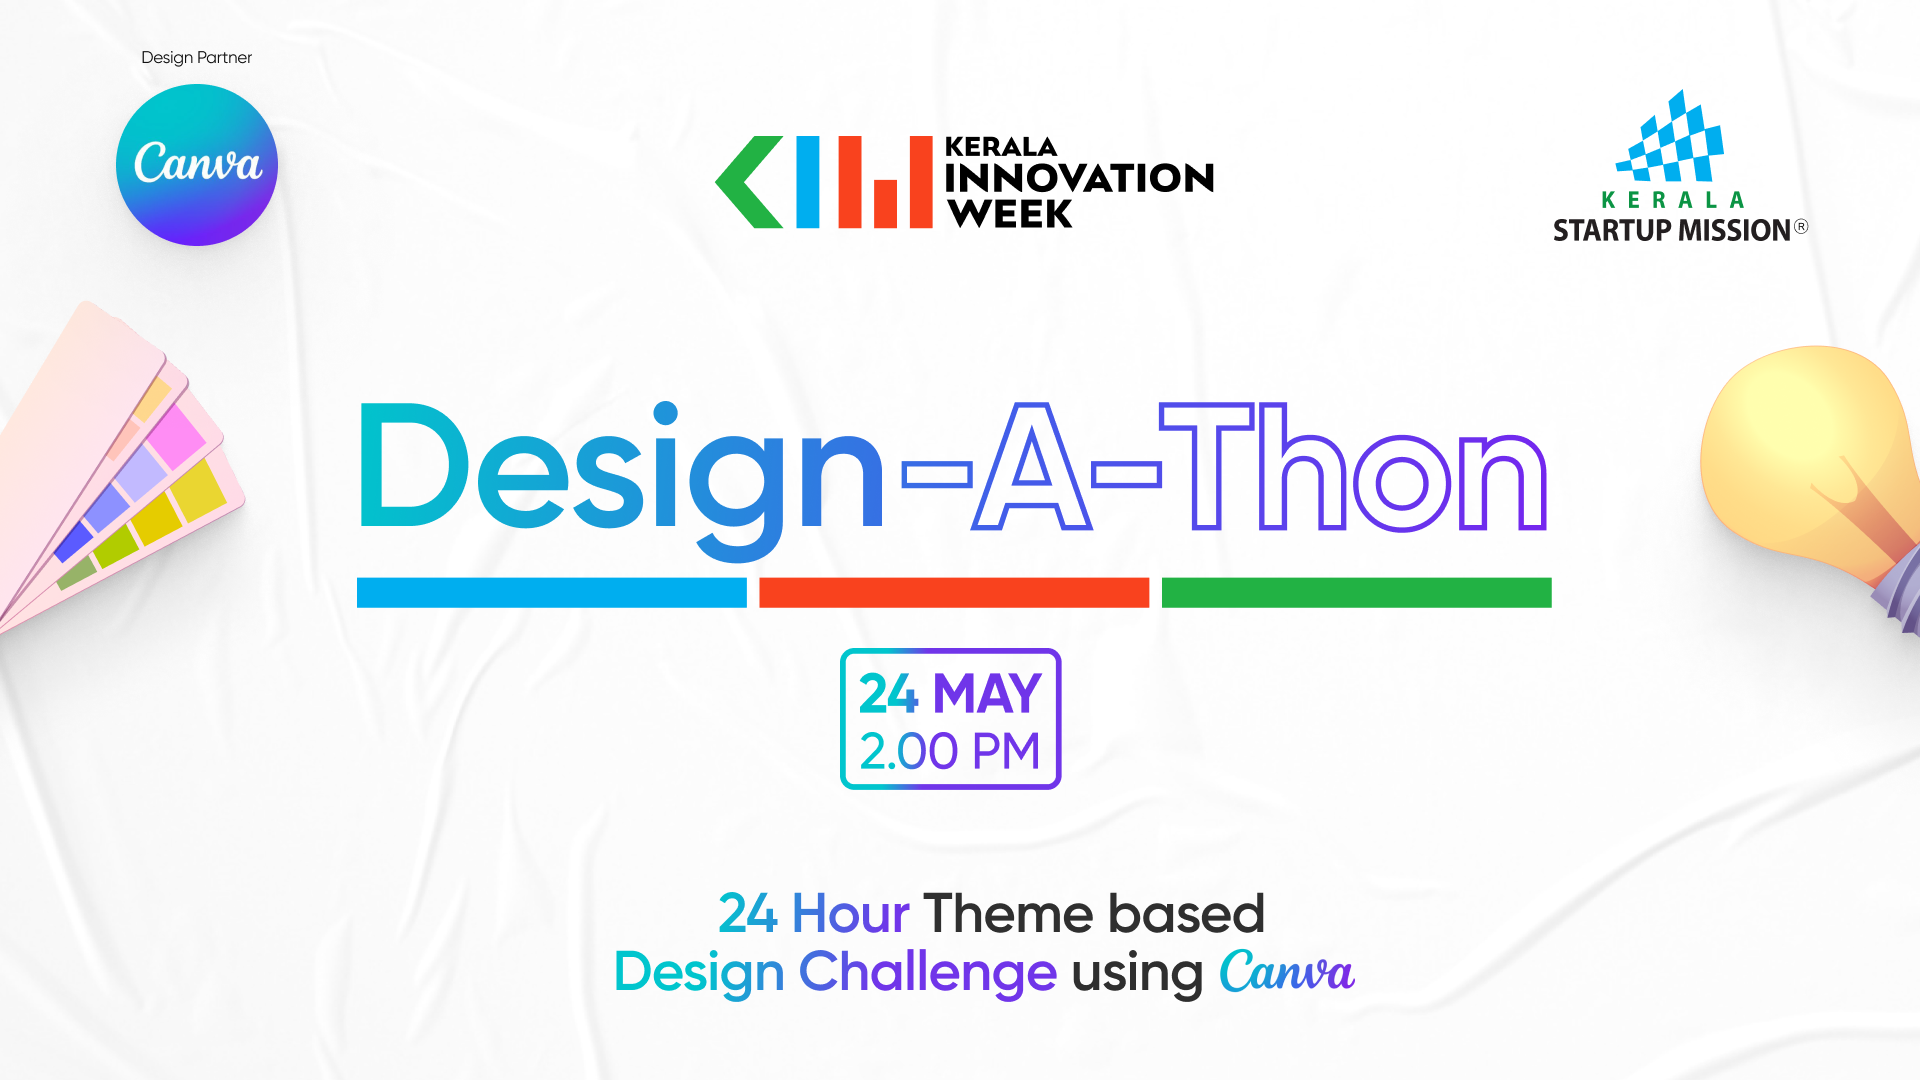 Design Partner
Canva
KERALA
INNOVATION
WEEK
KERALA
STARTUP MISSION®
Design-A-Thon
24 MAY
2.00 PM
24 Hour Theme based
Design Challenge using Canva